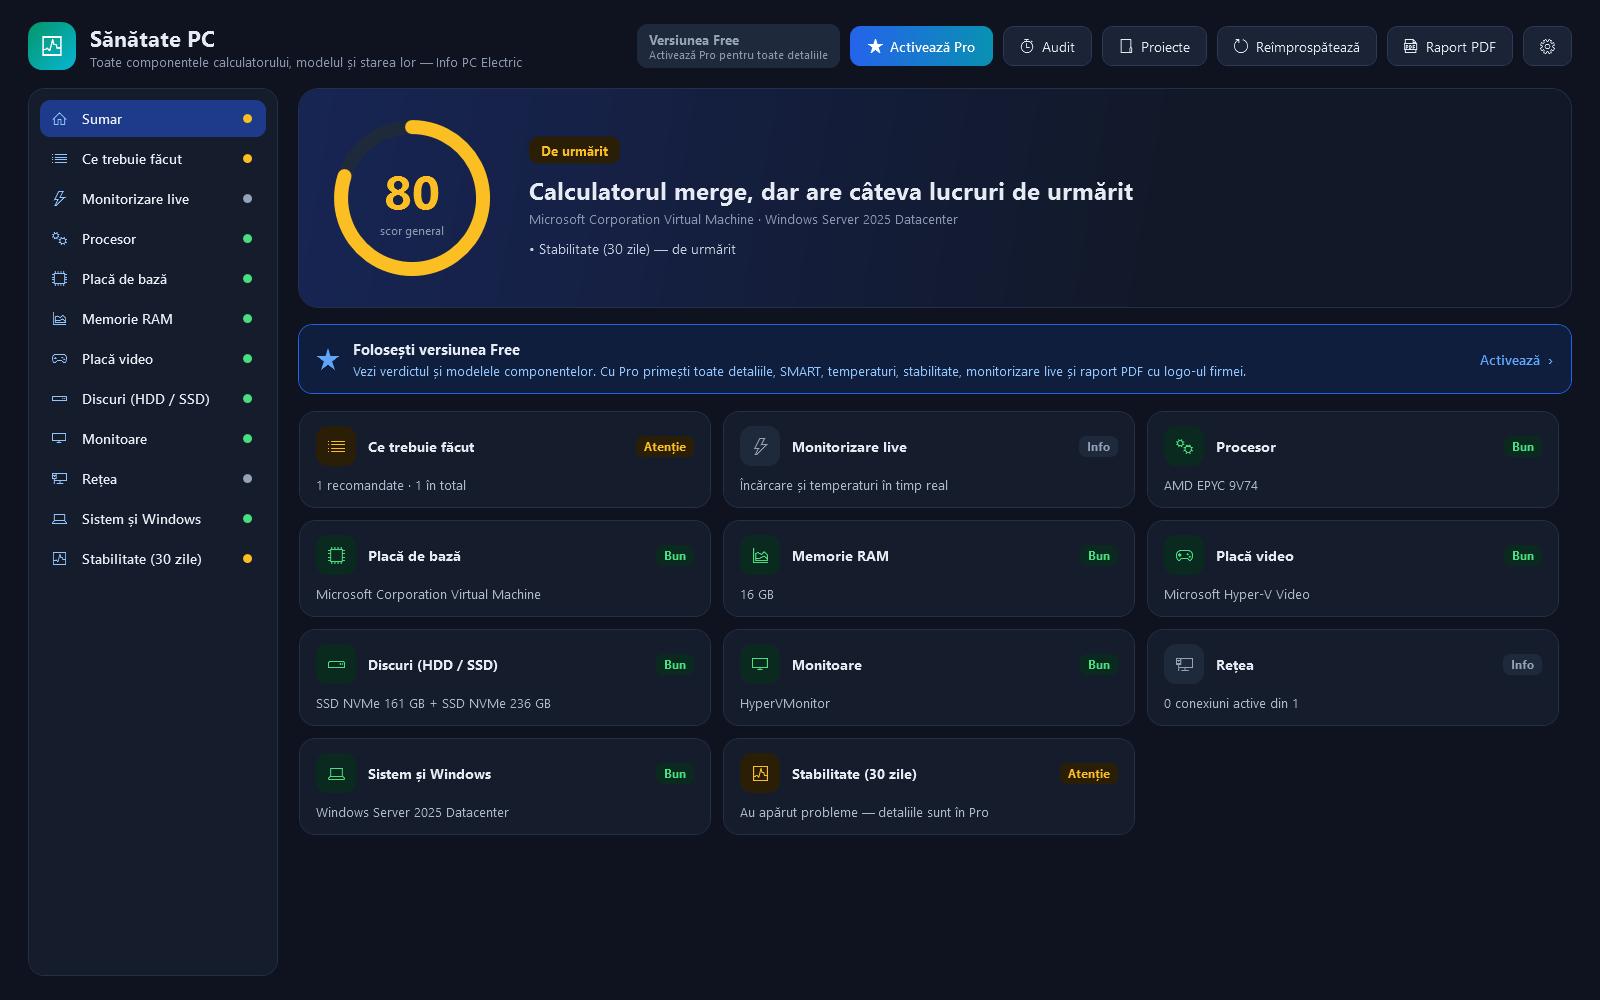 Sănătate PC
Toate componentele calculatorului, modelul și starea lor — Info PC Electric
Versiunea Free
Activează Pro pentru toate detaliile
Activează Pro
Audit
Proiecte
Reîmprospătează
Raport PDF
Sumar
Ce trebuie făcut
Monitorizare live
Procesor
Placă de bază
Memorie RAM
Placă video
Discuri (HDD / SSD)
Monitoare
Rețea
Sistem și Windows
Stabilitate (30 zile)
80
scor general
De urmărit
Calculatorul merge, dar are câteva lucruri de urmărit
Microsoft Corporation Virtual Machine · Windows Server 2025 Datacenter
• Stabilitate (30 zile) — de urmărit
Folosești versiunea Free
Vezi verdictul și modelele componentelor. Cu Pro primești toate detaliile, SMART, temperaturi, stabilitate, monitorizare live și raport PDF cu logo-ul firmei.
Activează ›
Ce trebuie făcut
Atenție
1 recomandate · 1 în total
Monitorizare live
Info
Încărcare și temperaturi în timp real
Procesor
Bun
AMD EPYC 9V74
Placă de bază
Bun
Microsoft Corporation Virtual Machine
Memorie RAM
Bun
16 GB
Placă video
Bun
Microsoft Hyper-V Video
Discuri (HDD / SSD)
Bun
SSD NVMe 161 GB + SSD NVMe 236 GB
Monitoare
Bun
HyperVMonitor
Rețea
Info
0 conexiuni active din 1
Sistem și Windows
Bun
Windows Server 2025 Datacenter
Stabilitate (30 zile)
Atenție
Au apărut probleme — detaliile sunt în Pro